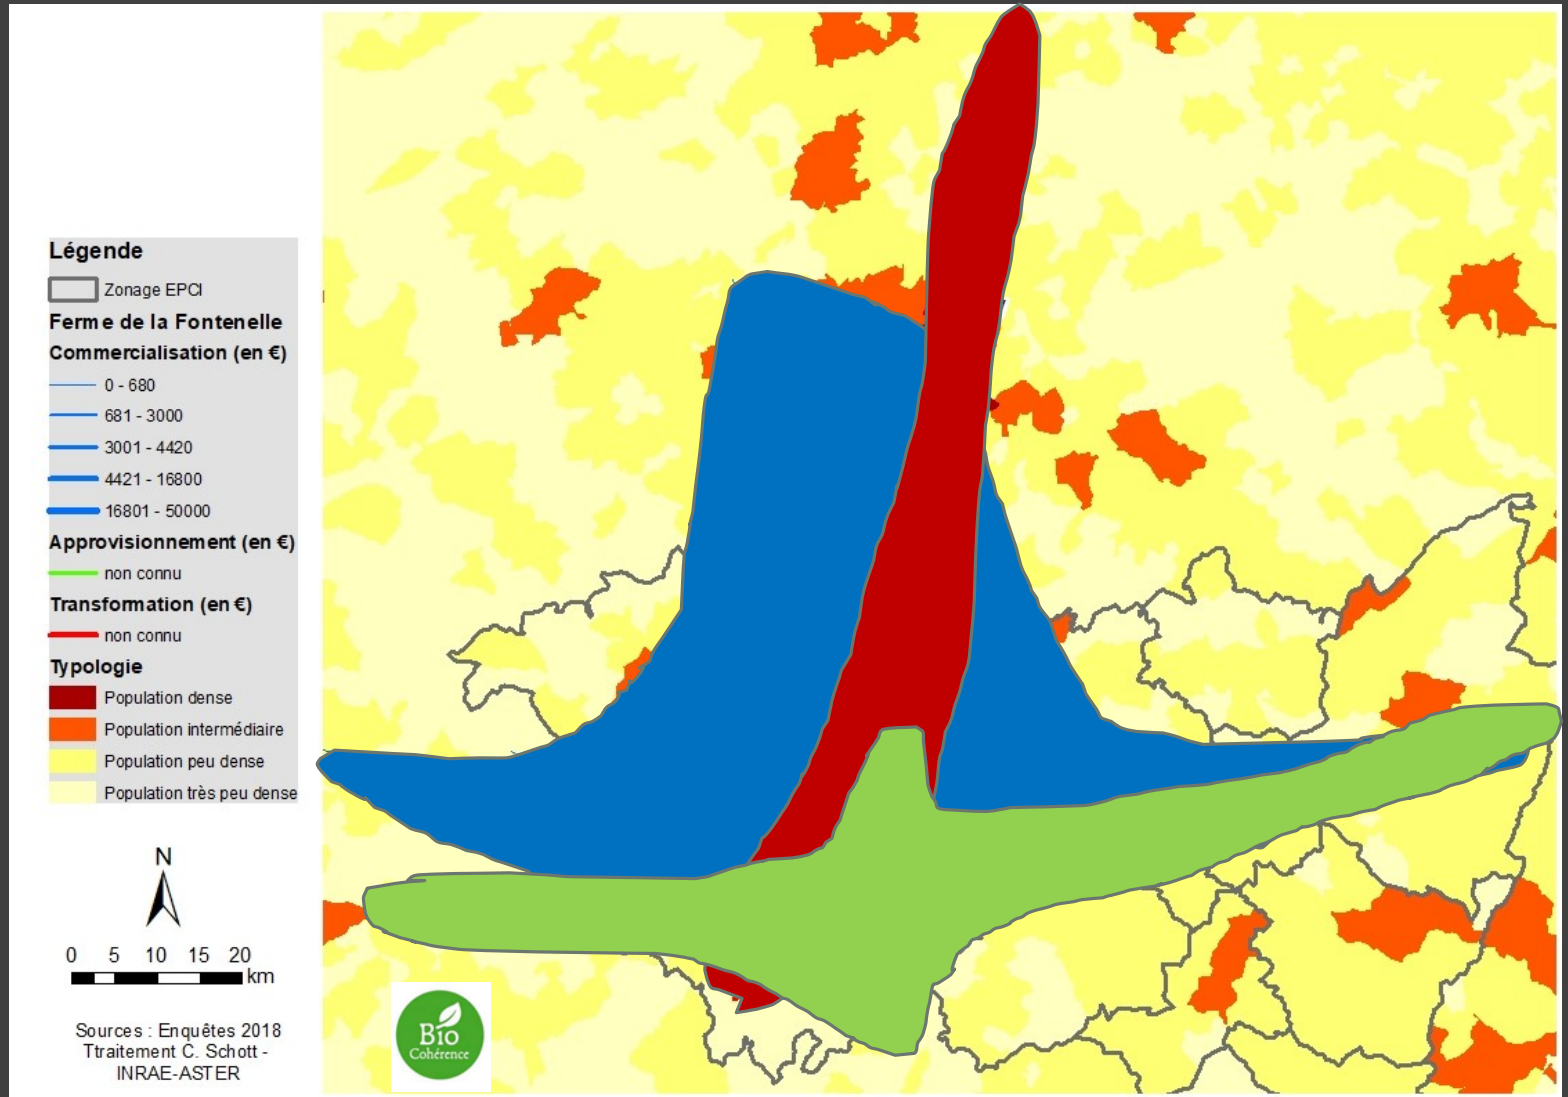 Légende
Zonage EPCI
Ferme de la Fontenelle
Commercialisation (en €)
0 - 680
681 - 3000
3001 - 4420
4421 - 16800
16801 - 50000
Approvisionnement (en €)
non connu
Transformation (en €)
non connu
Typologie
Population dense
Population intermédiaire
Population peu dense
Population très peu dense
N
0 5 10 15 20
km
Sources : Enquêtes 2018
Ttraitement C. Schott -
INRAE-ASTER
Bio
Cohérence